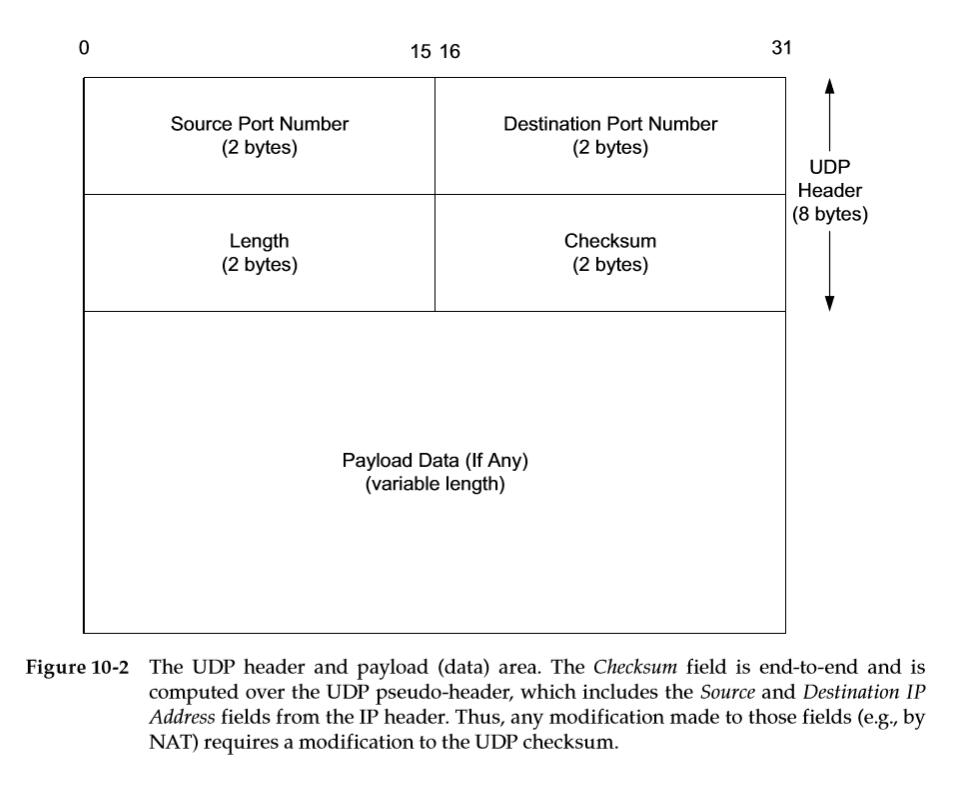 0 15 16 31
Source Port Number
(2 bytes)
Destination Port Number
(2 bytes)
UDP
Header
(8 bytes)
Length
(2 bytes)
Checksum
(2 bytes)
Payload Data (If Any)
(variable length)
Figure 10-2 The UDP header and payload (data) area. The Checksum field is end-to-end and is
computed over the UDP pseudo-header, which includes the Source and Destination IP
Address fields from the IP header. Thus, any modification made to those fields (e.g., by
NAT) requires a modification to the UDP checksum.